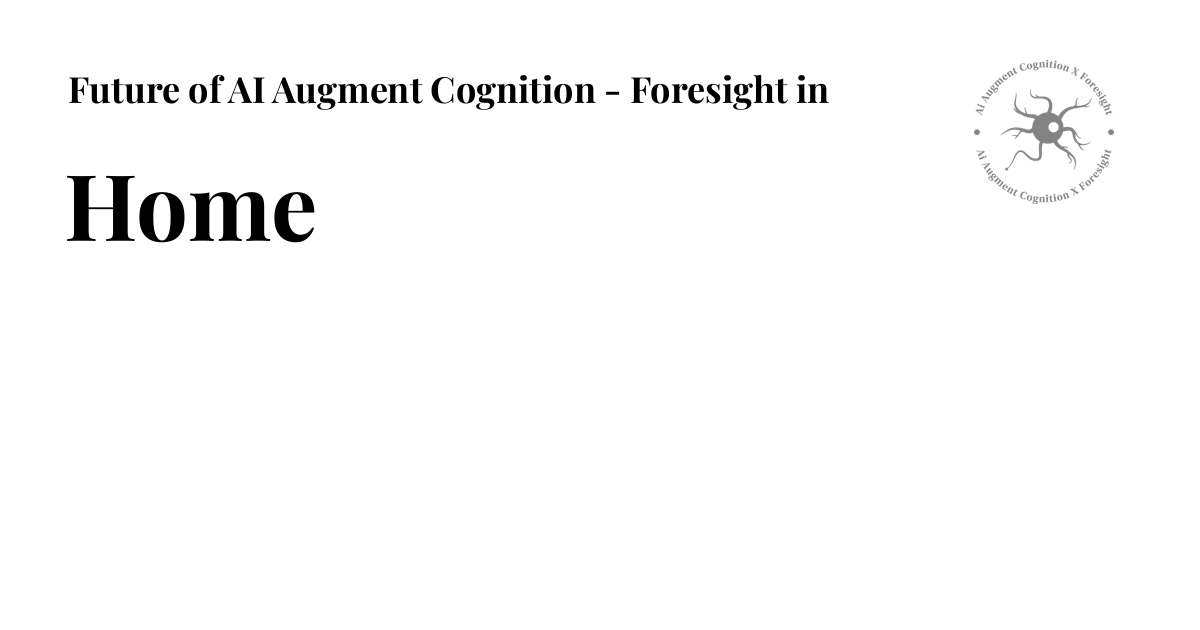 Future of AI Augment Cognition - Foresight in
Home
Ai Augment Cognition X Foresight
Ai Augment Cognition X Foresight